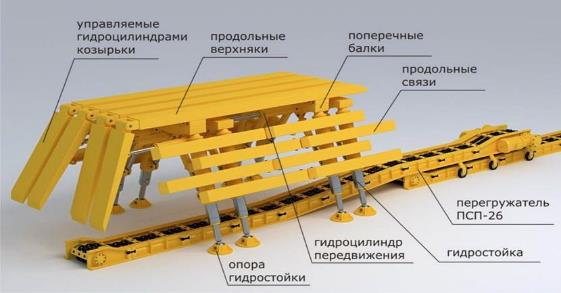 управляемые
гидроцилиндрами
козырьки
продольные
верхняки
поперечные
балки
продольные
связи
перегружатель
ПСП-26
гидростойка
гидроцилиндр
передвижения
опора
гидростойки